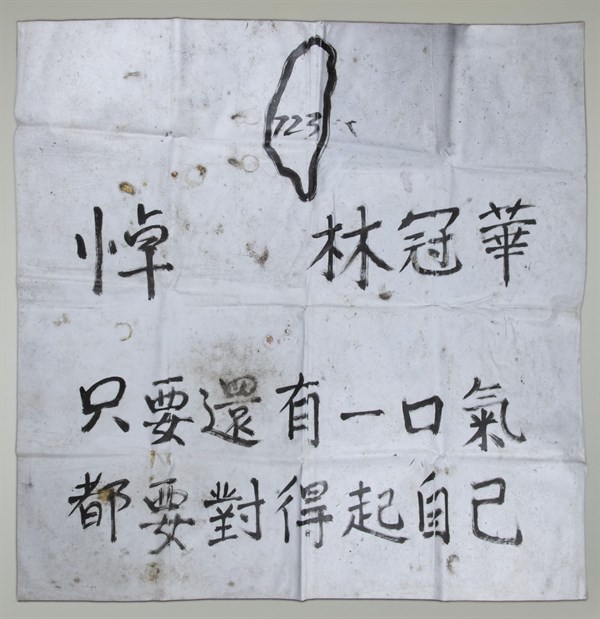 723
悼 林冠華
只要還有一口氣
都要對得起自己